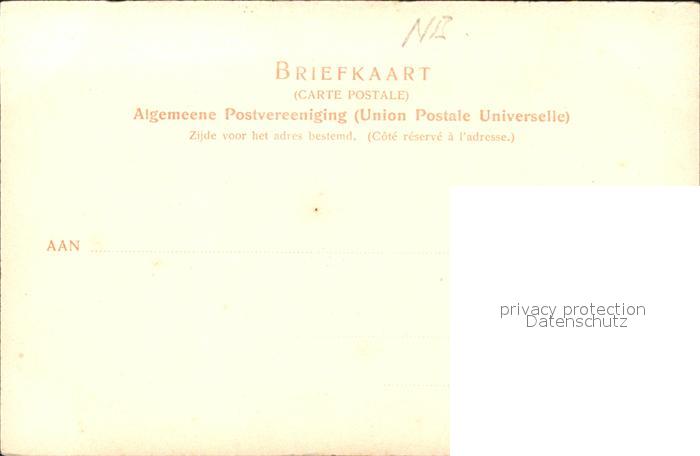 NB.
BRIEFKAART
(CARTE POSTALE)
Algemeene Postvereeniging (Union Postale Universelle)
Zijde voor het adres bestemd. (Côté réservé à l'adresse.)
AAN
privacy protection
Datenschutz